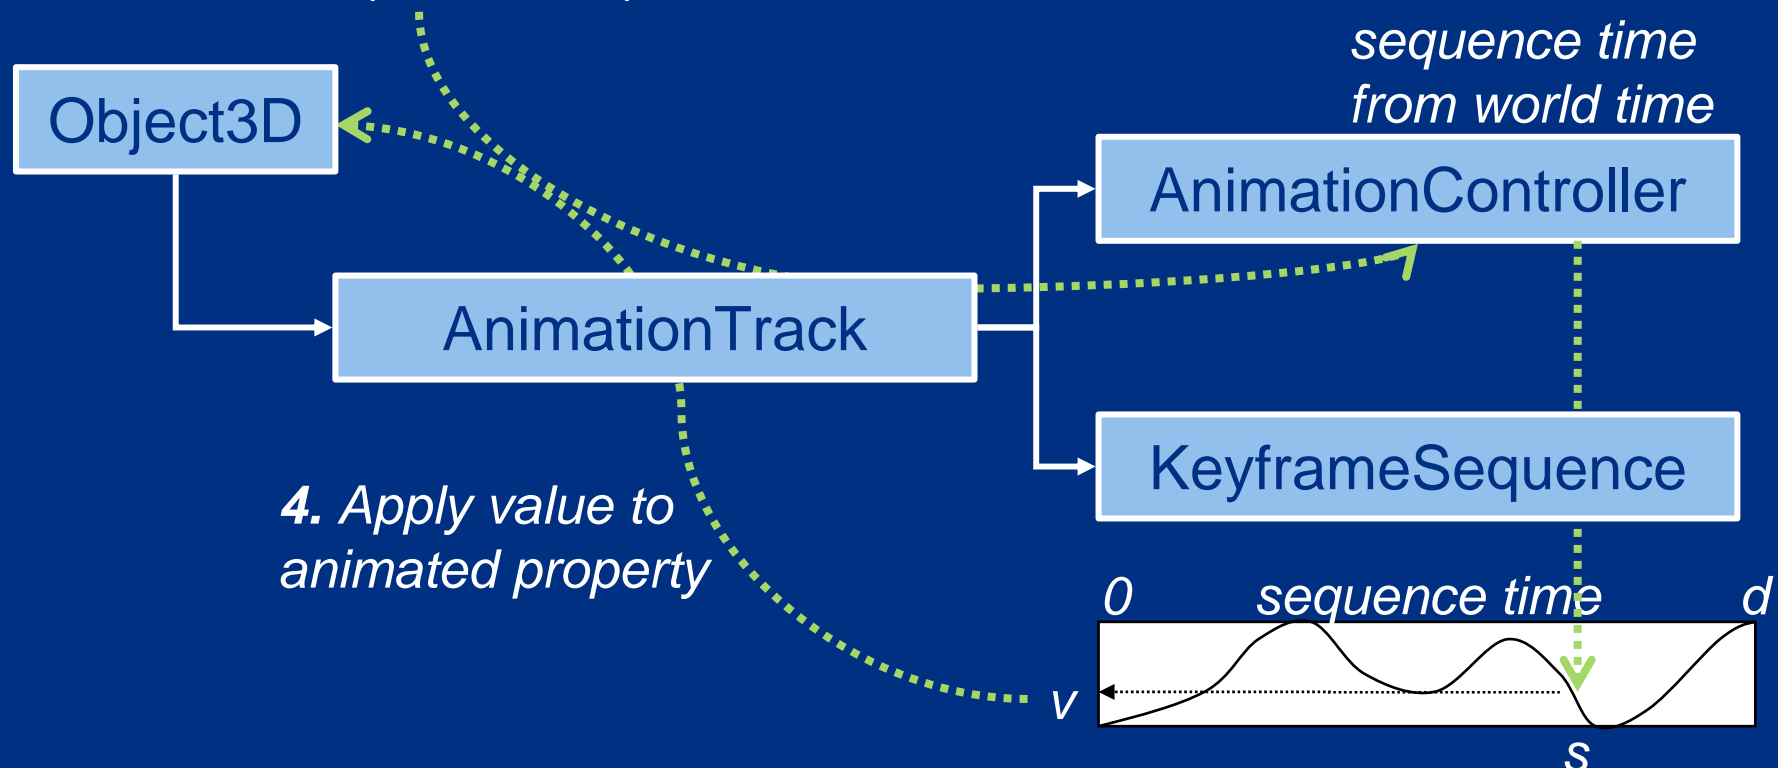 sequence time
from world time
Object3D
AnimationController
AnimationTrack
KeyframeSequence
4. Apply value to
animated property
0 sequence time d
v
s